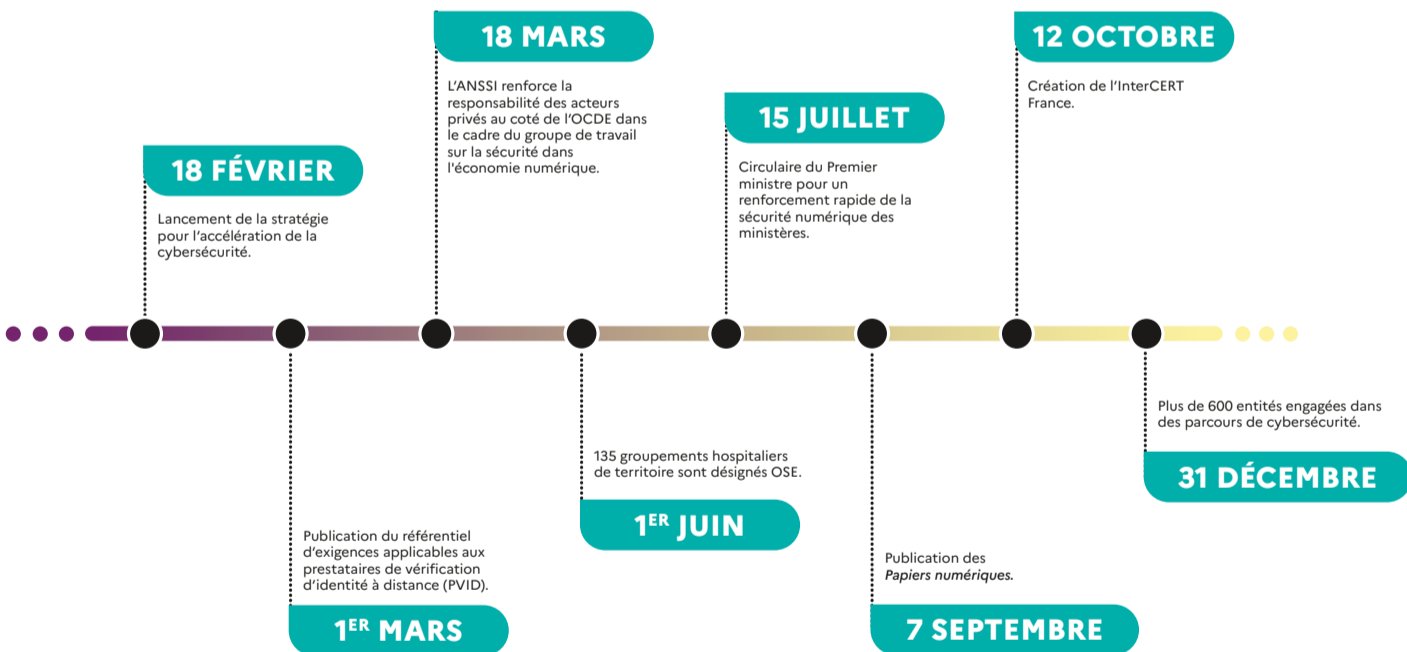 18 FÉVRIER
Lancement de la stratégie
pour l'accélération de la
cybersécurité.
Publication du référentiel
d'exigences applicables aux
prestataires de vérification
d'identité à distance (PVID).
1ER MARS
18 MARS
L'ANSSI renforce la
responsabilité des acteurs
privés au coté de l'OCDE dans
le cadre du groupe de travail
sur la sécurité dans
l'économie numérique.
135 groupements hospitaliers
de territoire sont désignés OSE.
1ER JUIN
15 JUILLET
Circulaire du Premier
ministre pour un
renforcement rapide de la
sécurité numérique des
ministères.
Publication des
Papiers numériques.
7 SEPTEMBRE
12 OCTOBRE
Création de l'InterCERT
France.
Plus de 600 entités engagées dans
des parcours de cybersécurité.
31 DÉCEMBRE